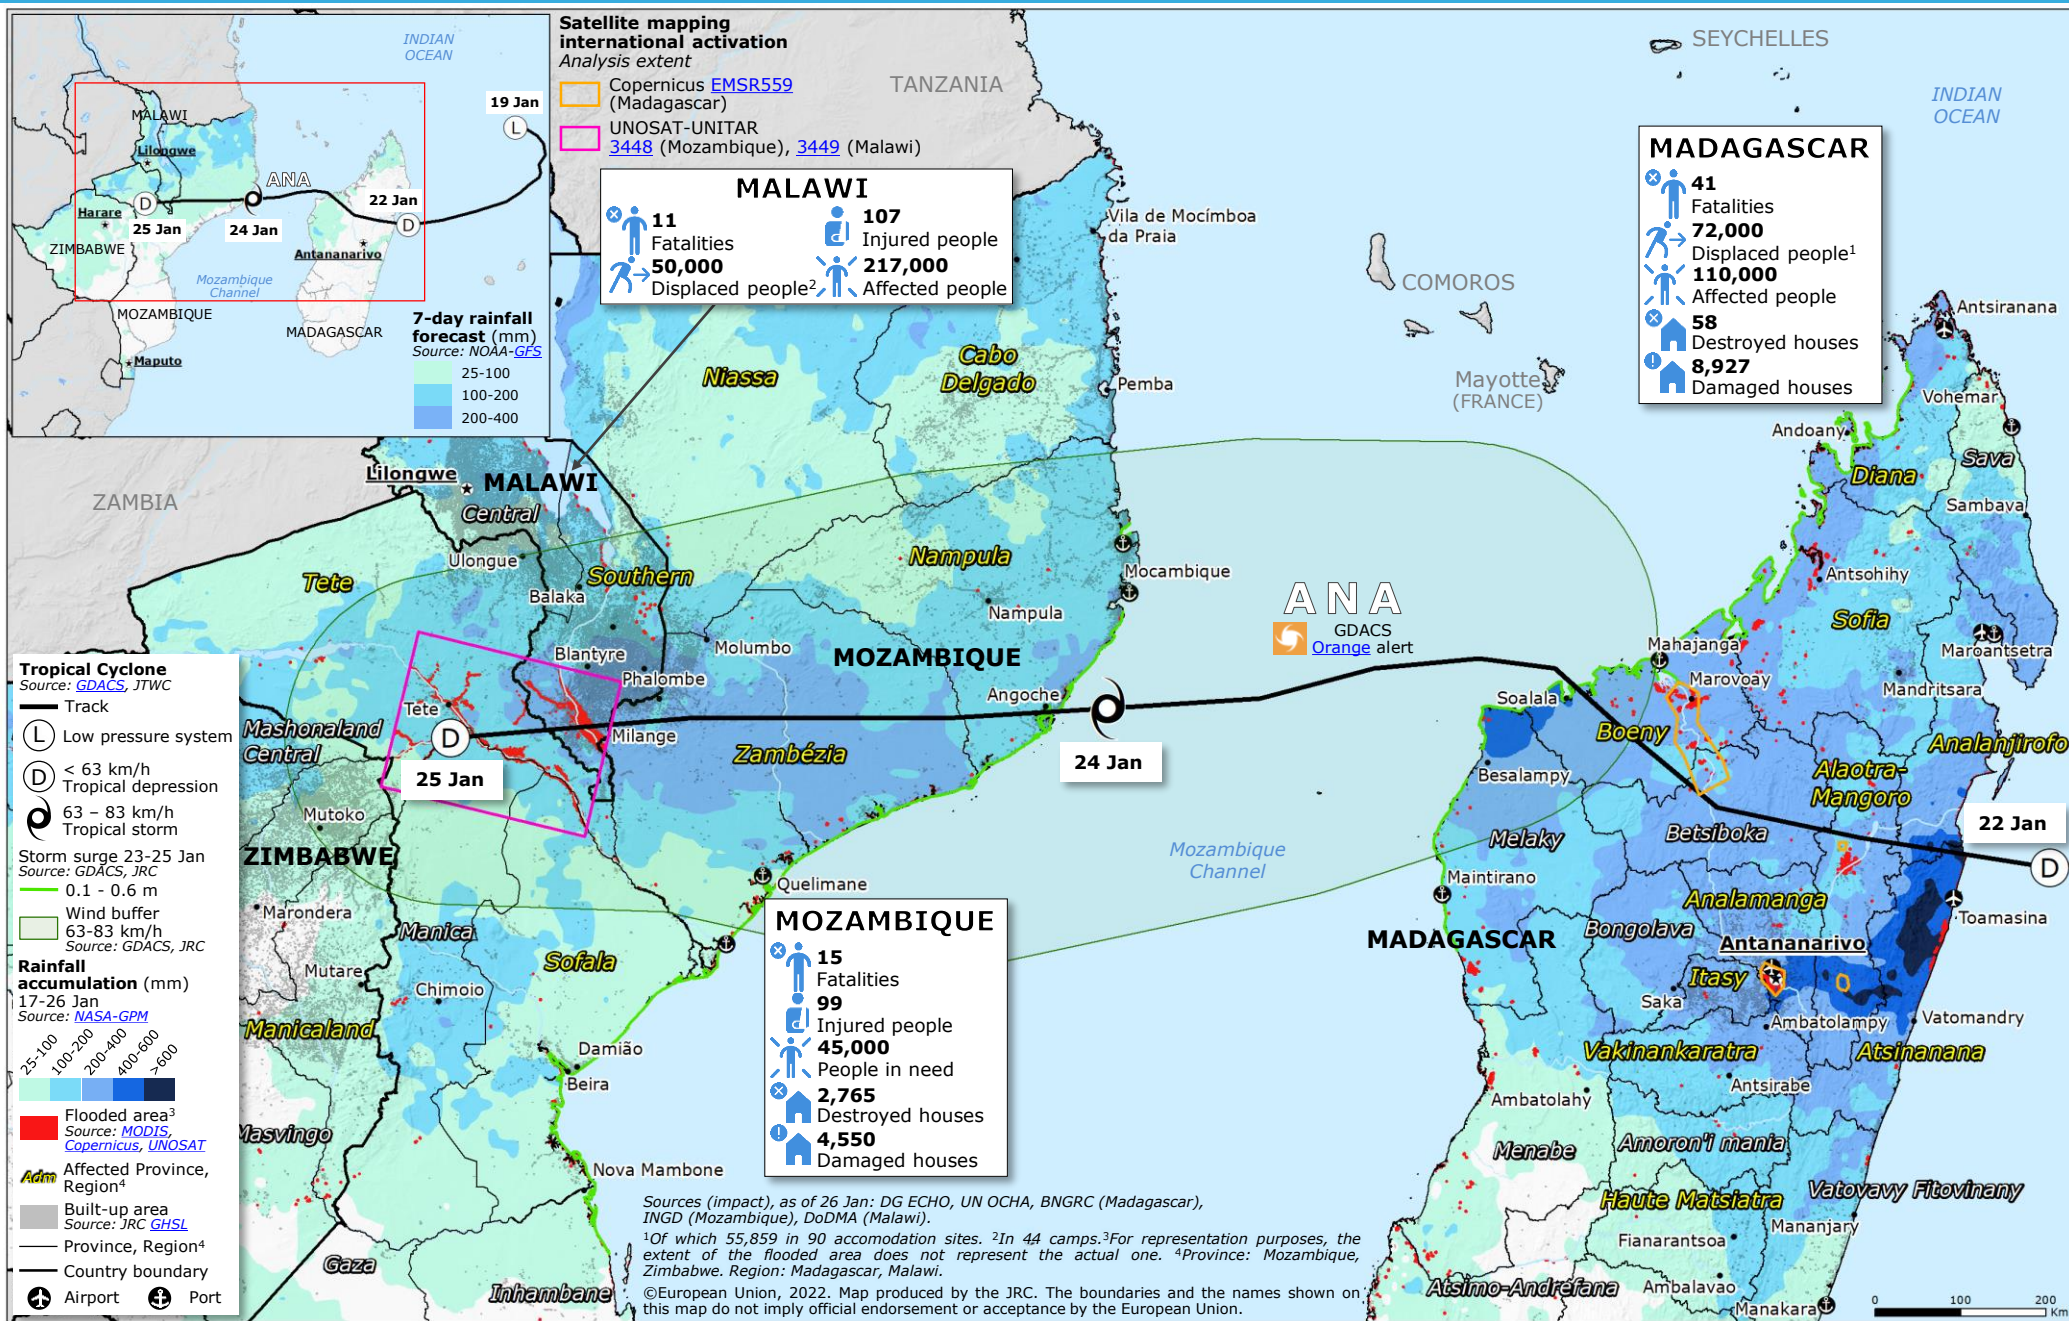 INDIAN
OCEAN
19 Jan
L
MALAWI
Lilongwe
ANA
22 Jan
D
D
Harare
25 Jan
24 Jan
ZIMBABWE
Antananarivo
Mozambique
Channel
MOZAMBIQUE
MADAGASCAR
Maputo
7-day rainfall
forecast (mm)
Source: NOAA-GFS
25-100
100-200
200-400
Satellite mapping
international activation
Analysis extent
Copernicus EMSR559
(Madagascar)
UNOSAT-UNITAR
3448 (Mozambique), 3449 (Malawi)
MALAWI
11
Fatalities
107
Injured people
50,000
Displaced people²
217,000
Affected people
TANZANIA
SEYCHELLES
INDIAN
OCEAN
MADAGASCAR
41
Fatalities
72,000
Displaced people¹
110,000
Affected people
58
Destroyed houses
8,927
Damaged houses
Vila de Mocímboa
da Praia
COMOROS
Mayotte
(FRANCE)
Antsiranana
Vohemar
Andoany
Diana
Sava
Sambava
Niassa
Cabo
Delgado
Pemba
Lilongwe
MALAWI
Central
ZAMBIA
Ulongue
Tete
Southern
Balaka
Nampula
Mocambique
Nampula
Antsohihy
Sofia
ANA
GDACS
Orange alert
Molumbo
Blantyre
Phalombe
MOZAMBIQUE
Angoche
Mahajanga
Marovoay
Maroantsetra
Mandritsara
Soalala
Boeny
Analanjirofo
Tete
D
Milange
25 Jan
Zambézia
24 Jan
Besalampy
Alaotra-
Mangoro
Mashonaland
Central
Mutoko
ZIMBABWE
Melaky
Betsiboka
22 Jan
D
Mozambique
Channel
Quelimane
Maintirano
Analamanga
Toamasina
Marondera
Manica
MADAGASCAR
Bongolava
Antananarivo
Sofala
Itasy
Mutare
Chimoio
Saka
Manicaland
Ambatolampy
Vatomandry
Vakinankaratra
Atsinanana
Damião
Beira
Antsirabe
Ambatolahy
Masvingo
Menabe
Amoron'i mania
Nova Mambone
Haute Matsiatra
Vatovavy Fitovinany
Mananjary
Fianarantsoa
Gaza
Inhambane
Atsimo-Andrefana
Ambalavao
Manakara
MOZAMBIQUE
15
Fatalities
99
Injured people
45,000
People in need
2,765
Destroyed houses
4,550
Damaged houses
Tropical Cyclone
Source: GDACS, JTWC
Track
L Low pressure system
D < 63 km/h
Tropical depression
63 – 83 km/h
Tropical storm
Storm surge 23-25 Jan
Source: GDACS, JRC
0.1 - 0.6 m
Wind buffer
63-83 km/h
Source: GDACS, JRC
Rainfall
accumulation (mm)
17-26 Jan
Source: NASA-GPM
25-100 100-200 200-400 400-600 >600
Flooded area³
Source: MODIS,
Copernicus, UNOSAT
Adm Affected Province,
Region⁴
Built-up area
Source: JRC GHSL
Province, Region⁴
Country boundary
Airport Port
Sources (impact), as of 26 Jan: DG ECHO, UN OCHA, BNGRC (Madagascar),
INGD (Mozambique), DoDMA (Malawi).
¹Of which 55,859 in 90 accomodation sites. ²In 44 camps.³For representation purposes, the
extent of the flooded area does not represent the actual one. ⁴Province: Mozambique,
Zimbabwe. Region: Madagascar, Malawi.
©European Union, 2022. Map produced by the JRC. The boundaries and the names shown on
this map do not imply official endorsement or acceptance by the European Union.
0 100 200
Km